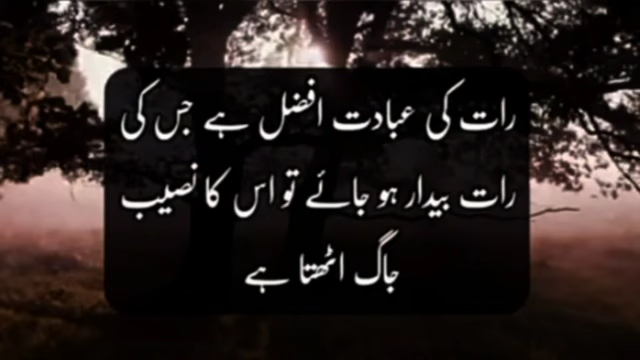 رات کی عبادت افضل ہے جس کی
رات بیدار ہو جائے تو اس کا نصیب
جاگ اٹھتا ہے